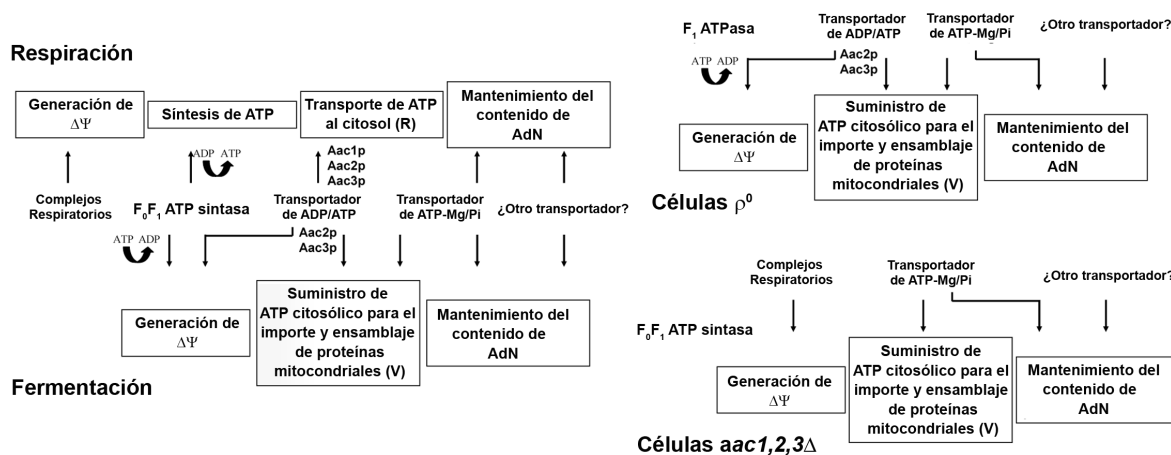 Respiración
Generación de
ΔΨ
Síntesis de ATP
Transporte de ATP
al citosol (R)
Mantenimiento del
contenido de
AdN
ADP ATP
Aac1p
Aac2p
Aac3p
Complejos
Respiratorios
F₀F₁ ATP sintasa
Transportador
de ADP/ATP
Transportador
de ATP-Mg/Pi
¿Otro transportador?
ATP ADP
Aac2p
Aac3p
Generación de
ΔΨ
Suministro de
ATP citosólico para el
importe y ensamblaje
de proteínas
mitocondriales (V)
Mantenimiento del
contenido de
AdN
Fermentación
F₁ ATPasa
Transportador
de ADP/ATP
Transportador
de ATP-Mg/Pi
¿Otro transportador?
ATP ADP
Aac2p
Aac3p
Generación de
ΔΨ
Suministro de
ATP citosólico para el
importe y ensamblaje
de proteínas
mitocondriales (V)
Mantenimiento del
contenido de
AdN
Células ρ⁰
Complejos
Respiratorios
Transportador
de ATP-Mg/Pi
¿Otro transportador?
F₀F₁ ATP sintasa
Generación de
ΔΨ
Suministro de
ATP citosólico para el
importe y ensamblaje
de proteínas
mitocondriales (V)
Mantenimiento del
contenido de
AdN
Células aac1,2,3Δ